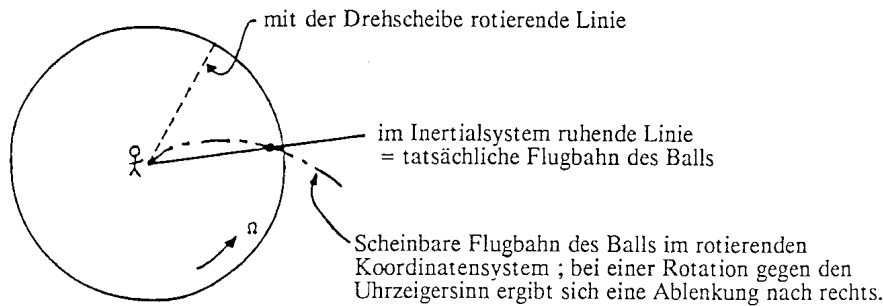 mit der Drehscheibe rotierende Linie
im Inertialsystem ruhende Linie
= tatsächliche Flugbahn des Balls
Ω
Scheinbare Flugbahn des Balls im rotierenden
Koordinatensystem ; bei einer Rotation gegen den
Uhrzeigersinn ergibt sich eine Ablenkung nach rechts.